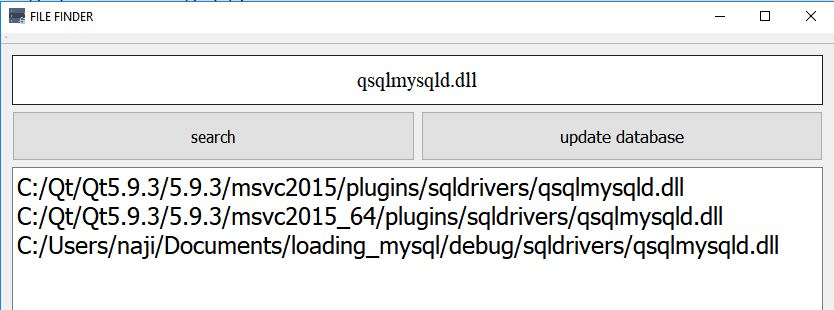 FILE FINDER
qsqlmysqld.dll
search
update database
C:/Qt/Qt5.9.3/5.9.3/msvc2015/plugins/sqldrivers/qsqlmysqld.dll
C:/Qt/Qt5.9.3/5.9.3/msvc2015_64/plugins/sqldrivers/qsqlmysqld.dll
C:/Users/naji/Documents/loading_mysql/debug/sqldrivers/qsqlmysqld.dll